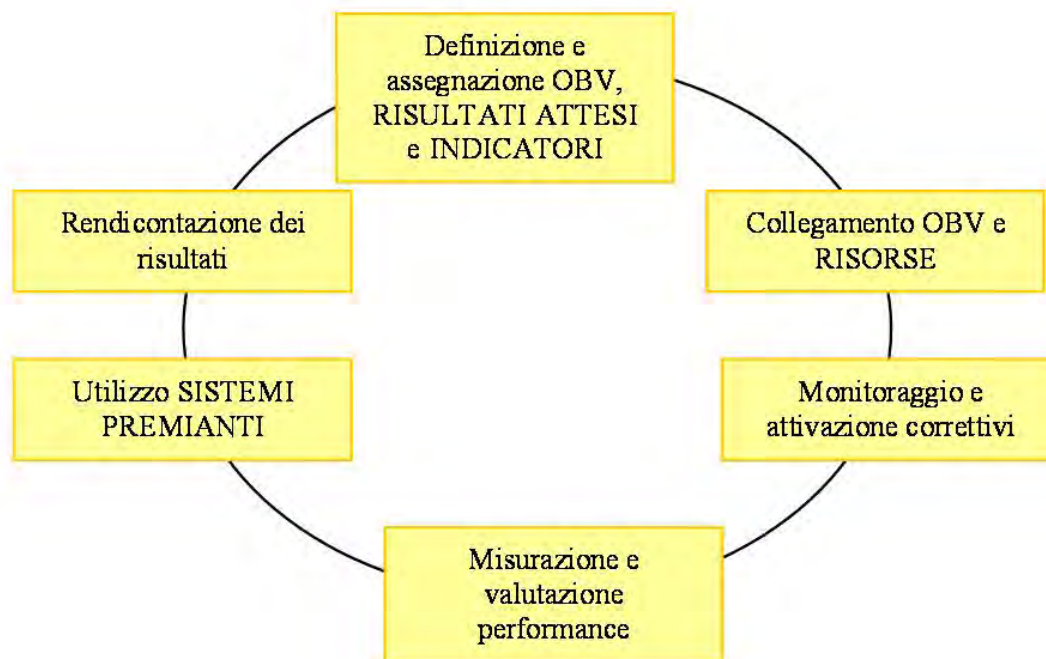 Definizione e
assegnazione OBV,
RISULTATI ATTESI
e INDICATORI
Collegamento OBV e
RISORSE
Monitoraggio e
attivazione correttivi
Misurazione e
valutazione
performance
Utilizzo SISTEMI
PREMIANTI
Rendicontazione dei
risultati